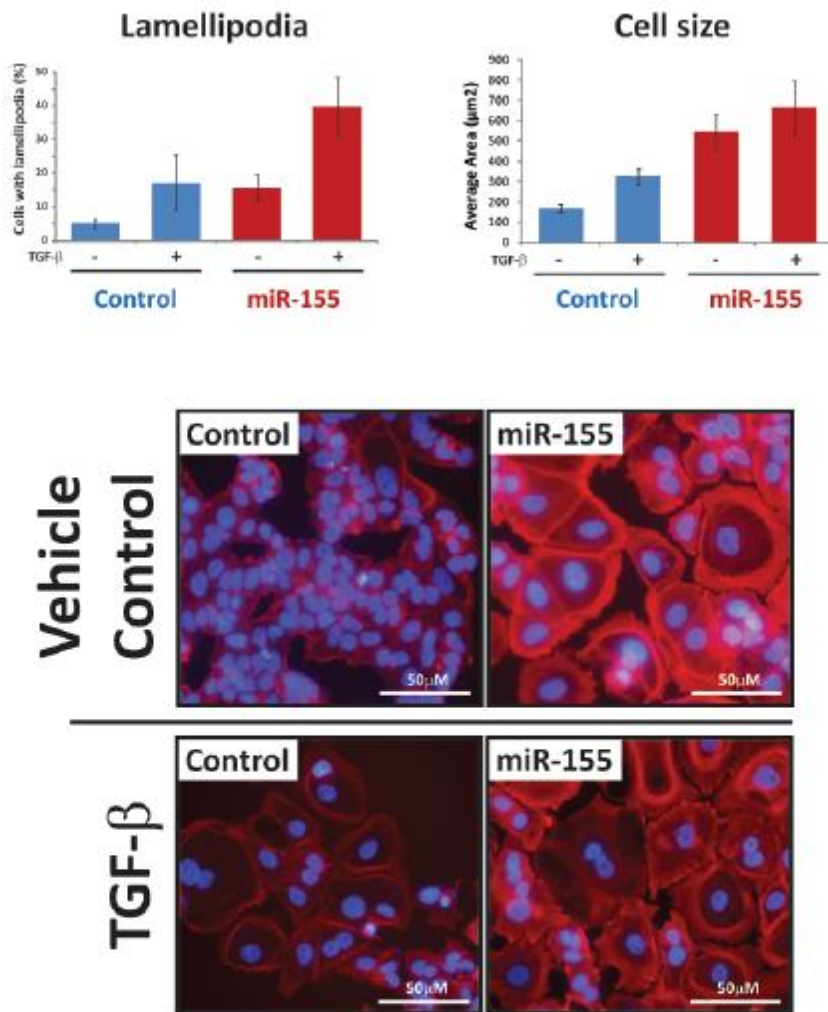 Lamellipodia
Cells with lamellipodia (%)
50
40
30
20
10
0
TGF-β - + - +
Control miR-155
Cell size
Average Area (µm2)
900
800
700
600
500
400
300
200
100
0
TGF-β - + - +
Control miR-155
Vehicle
Control
Control
50µM
miR-155
50µM
TGF-β
Control
50µM
miR-155
50µM